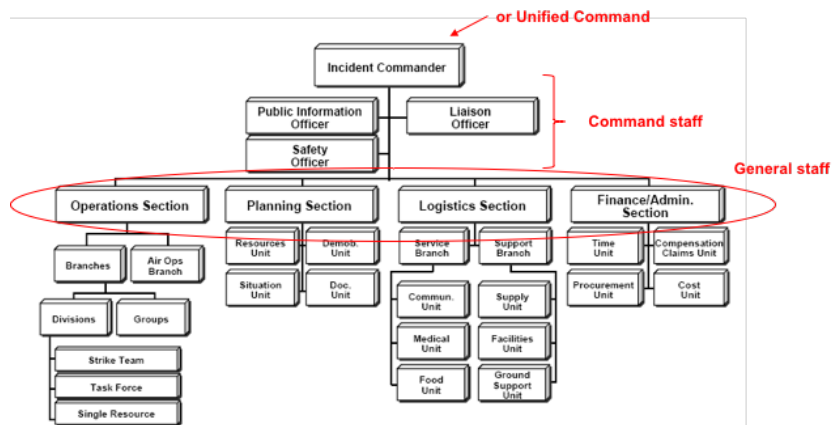 or Unified Command
Incident Commander
Public Information
Officer
Liaison
Officer
Command staff
Safety
Officer
General staff
Operations Section
Planning Section
Logistics Section
Finance/Admin.
Section
Branches
Air Ops
Branch
Resources
Unit
Demob.
Unit
Service
Branch
Support
Branch
Time
Unit
Compensation
Claims Unit
Situation
Unit
Doc.
Unit
Procurement
Unit
Cost
Unit
Divisions
Groups
Commun.
Unit
Supply
Unit
Strike Team
Task Force
Single Resource
Medical
Unit
Facilities
Unit
Food
Unit
Ground
Support
Unit